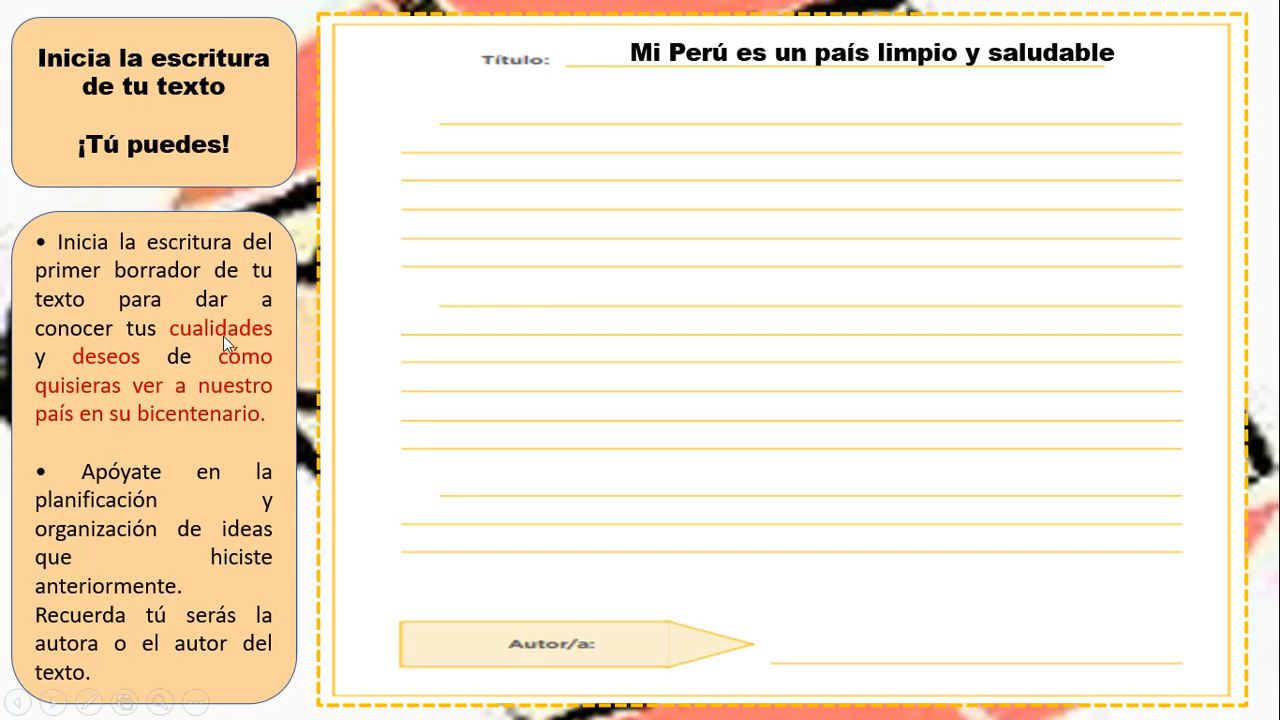 Inicia la escritura
de tu texto
¡Tú puedes!
• Inicia la escritura del
primer borrador de tu
texto para dar a
conocer tus cualidades
y deseos de como
quisieras ver a nuestro
país en su bicentenario.
• Apóyate en la
planificación y
organización de ideas
que hiciste
anteriormente.
Recuerda tú serás la
autora o el autor del
texto.
Título: Mi Perú es un país limpio y saludable
Autor/a: